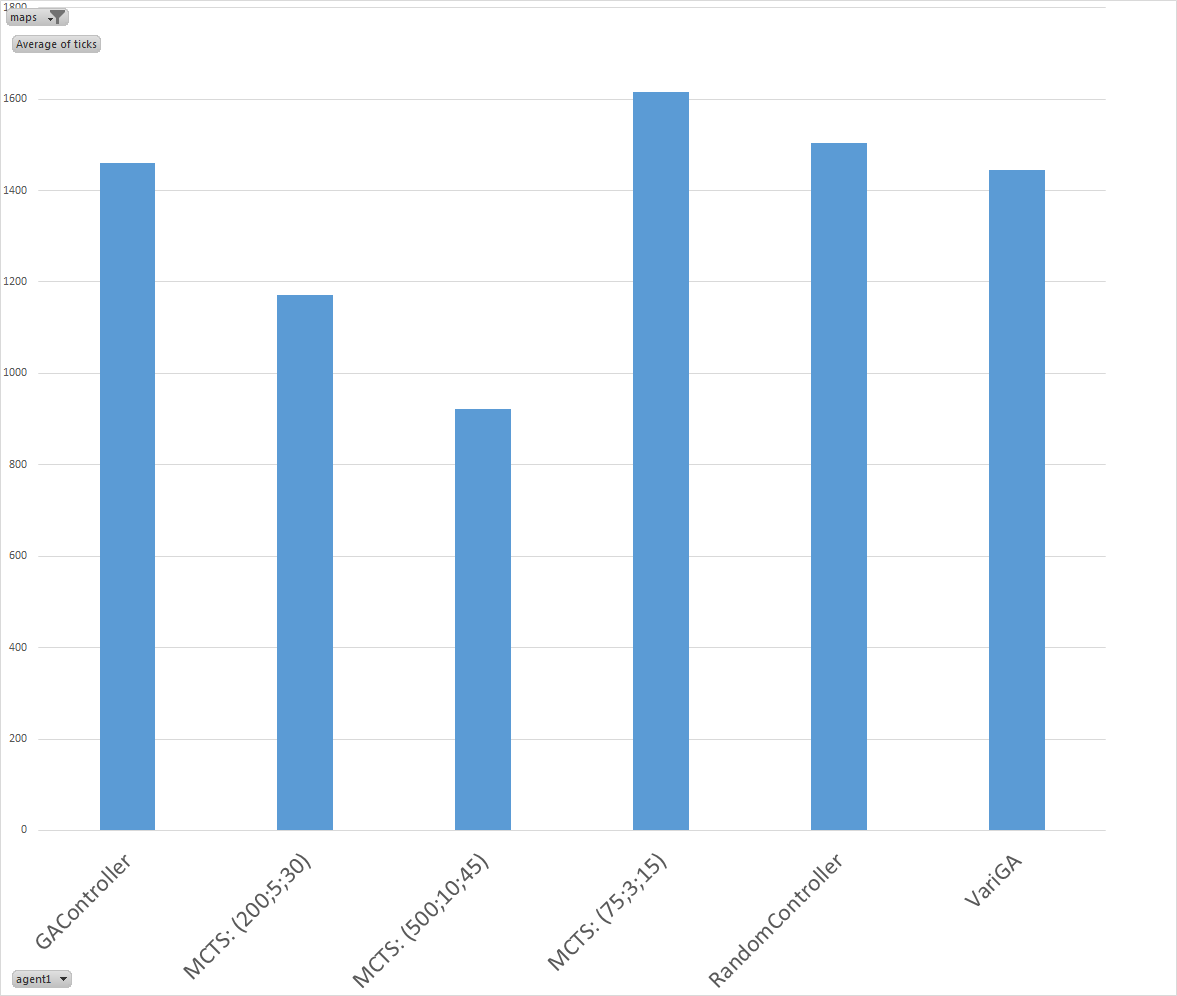 1800
maps
Average of ticks
1600
1400
1200
1000
800
600
400
200
0
GAController
MCTS: (200;5;30)
MCTS: (500;10;45)
MCTS: (75;3;15)
RandomController
VariGA
agent1